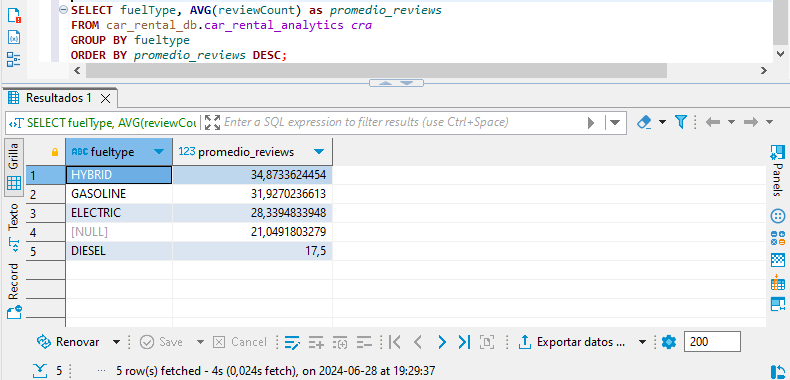 SELECT fuelType, AVG(reviewCount) as promedio_reviews
FROM car_rental_db.car_rental_analytics cra
GROUP BY fueltype
ORDER BY promedio_reviews DESC;
Resultados 1
SELECT fuelType, AVG(reviewCou
Enter a SQL expression to filter results (use Ctrl+Space)
Grilla
Texto
Record
ABC fueltype
123 promedio_reviews
1 HYBRID 34,8733624454
2 GASOLINE 31,9270236613
3 ELECTRIC 28,3394833948
4 [NULL] 21,0491803279
5 DIESEL 17,5
Panels
Renovar Save Cancel Exportar datos ... 200
5 5 row(s) fetched - 4s (0,024s fetch), on 2024-06-28 at 19:29:37